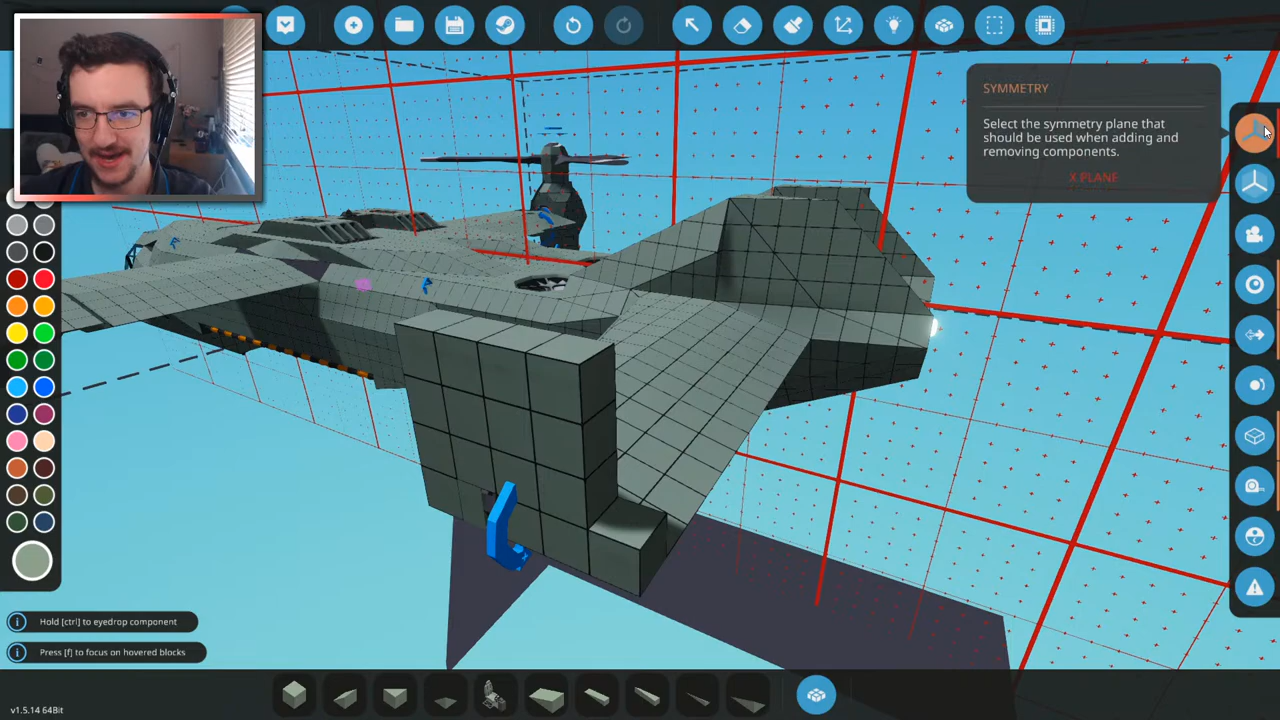 SYMMETRY
Select the symmetry plane that
should be used when adding and
removing components.
X PLANE
Hold [ctrl] to eyedrop component
Press [f] to focus on hovered blocks
v1.5.14 64Bit